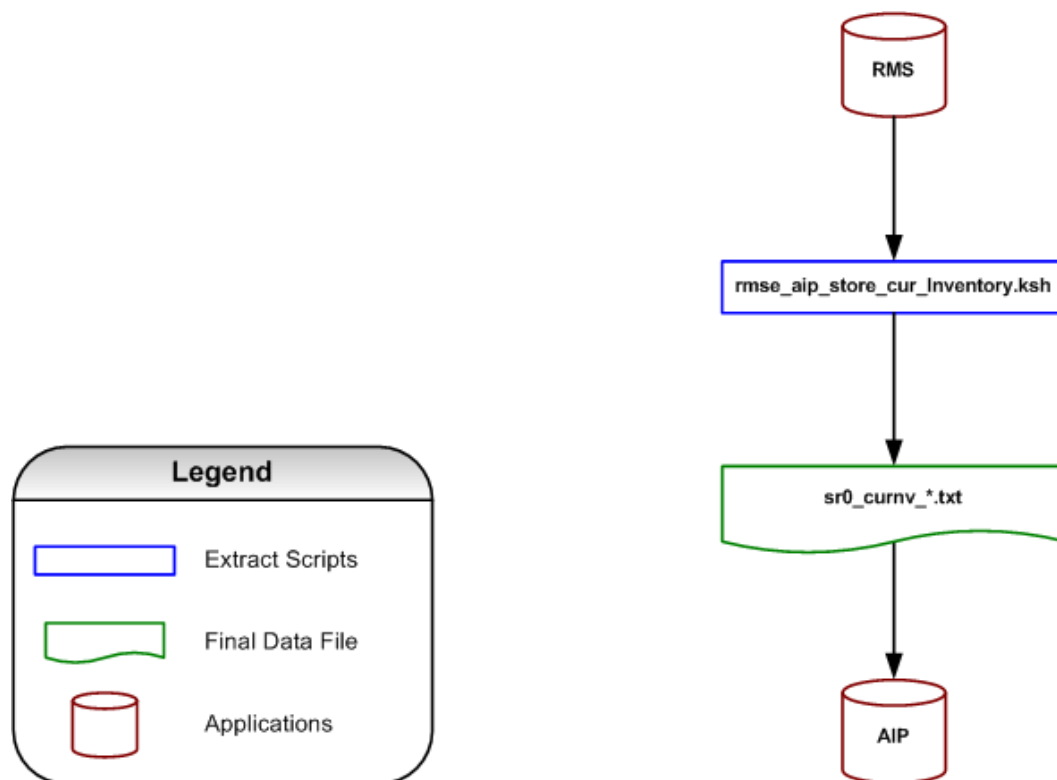 RMS
rmse_aip_store_cur_Inventory.ksh
sr0_curnv_*.txt
AIP
Legend
Extract Scripts
Final Data File
Applications